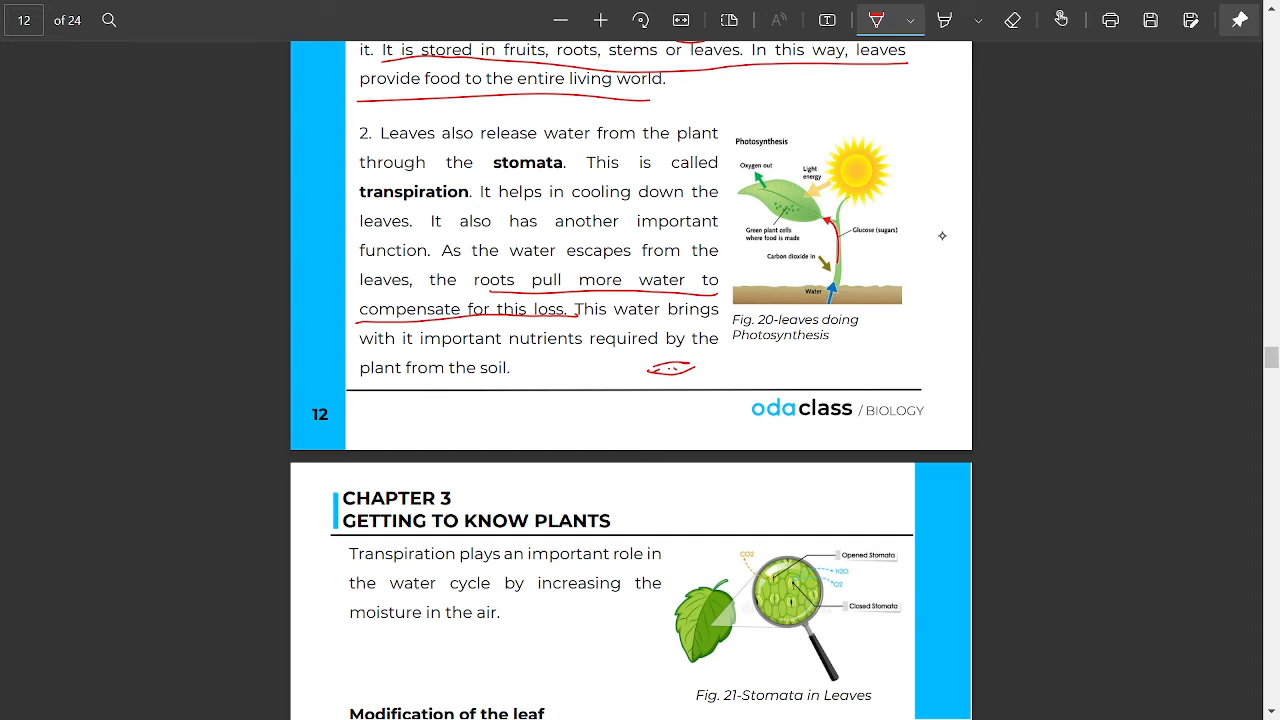 12 of 24
it. It is stored in fruits, roots, stems or leaves. In this way, leaves
provide food to the entire living world.
2. Leaves also release water from the plant
through the stomata. This is called
transpiration. It helps in cooling down the
leaves. It also has another important
function. As the water escapes from the
leaves, the roots pull more water to
compensate for this loss. This water brings
with it important nutrients required by the
plant from the soil.
Photosynthesis
Oxygen out
Light
energy
Green plant cells
where food is made
Glucose (sugars)
Carbon dioxide in
Water
Fig. 20-leaves doing
Photosynthesis
12
odaclass / BIOLOGY
CHAPTER 3
GETTING TO KNOW PLANTS
Transpiration plays an important role in
the water cycle by increasing the
moisture in the air.
CO2
Opened Stomata
H2O
O2
Closed Stomata
Fig. 21-Stomata in Leaves
Modification of the leaf